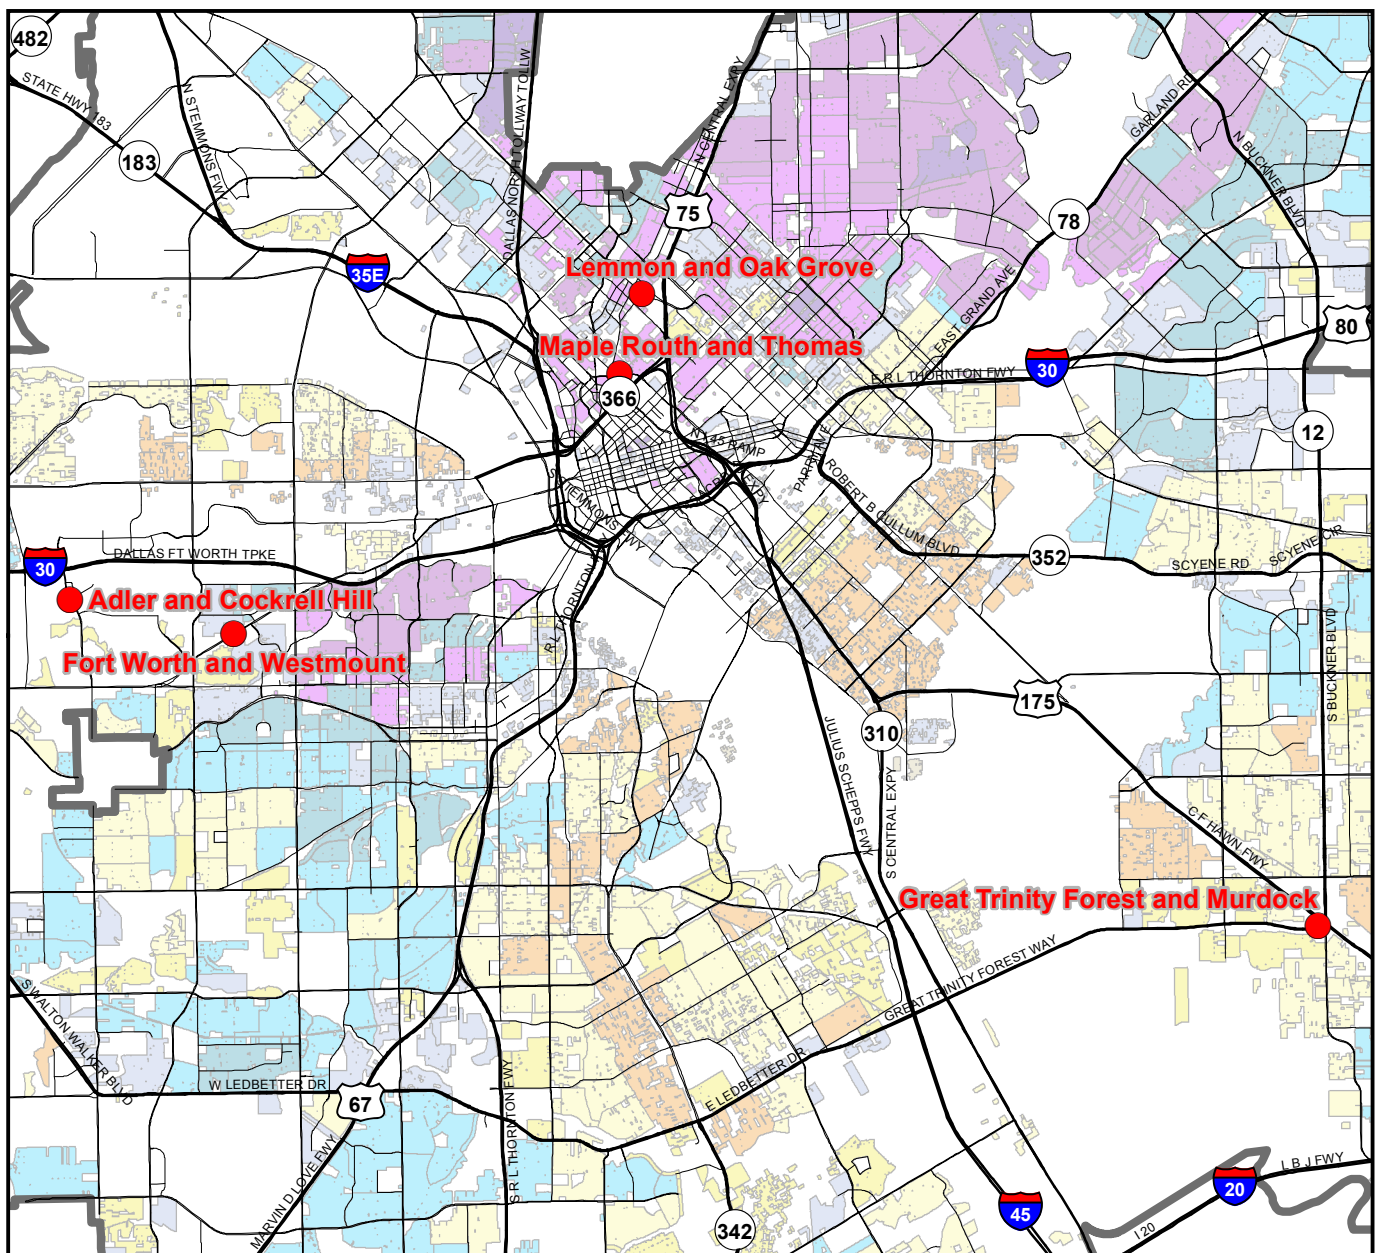 482
STATE HWY 183
183
N STEMMONS FWY
DALLAS NORTH TOLLWAY TOLLW
N CENTRAL EXPY
75
GARLAND RD
N BUCKNER BLVD
78
35E
Lemmon and Oak Grove
EAST GRAND AVE
80
Maple Routh and Thomas
30
E R L THORNTON FWY
366
12
N I 45 RAMP
PARRY AVE
ROBERT B CULLUM BLVD
S STEMMONS FWY
352
SCYENE RD
SCYENE CIR
DALLAS FT WORTH TPKE
30
Adler and Cockrell Hill
Fort Worth and Westmount
S BUCKNER BLVD
175
310
JULIUS SCHEPPS FWY
S CENTRAL EXPY
C F HAWN FWY
Great Trinity Forest and Murdock
GREAT TRINITY FOREST WAY
S WALTON WALKER BLVD
W LEDBETTER DR
67
E LEDBETTER DR
S R L THORNTON FWY
MARVIN D LOVE FWY
L B J FWY
20
45
I 20
342